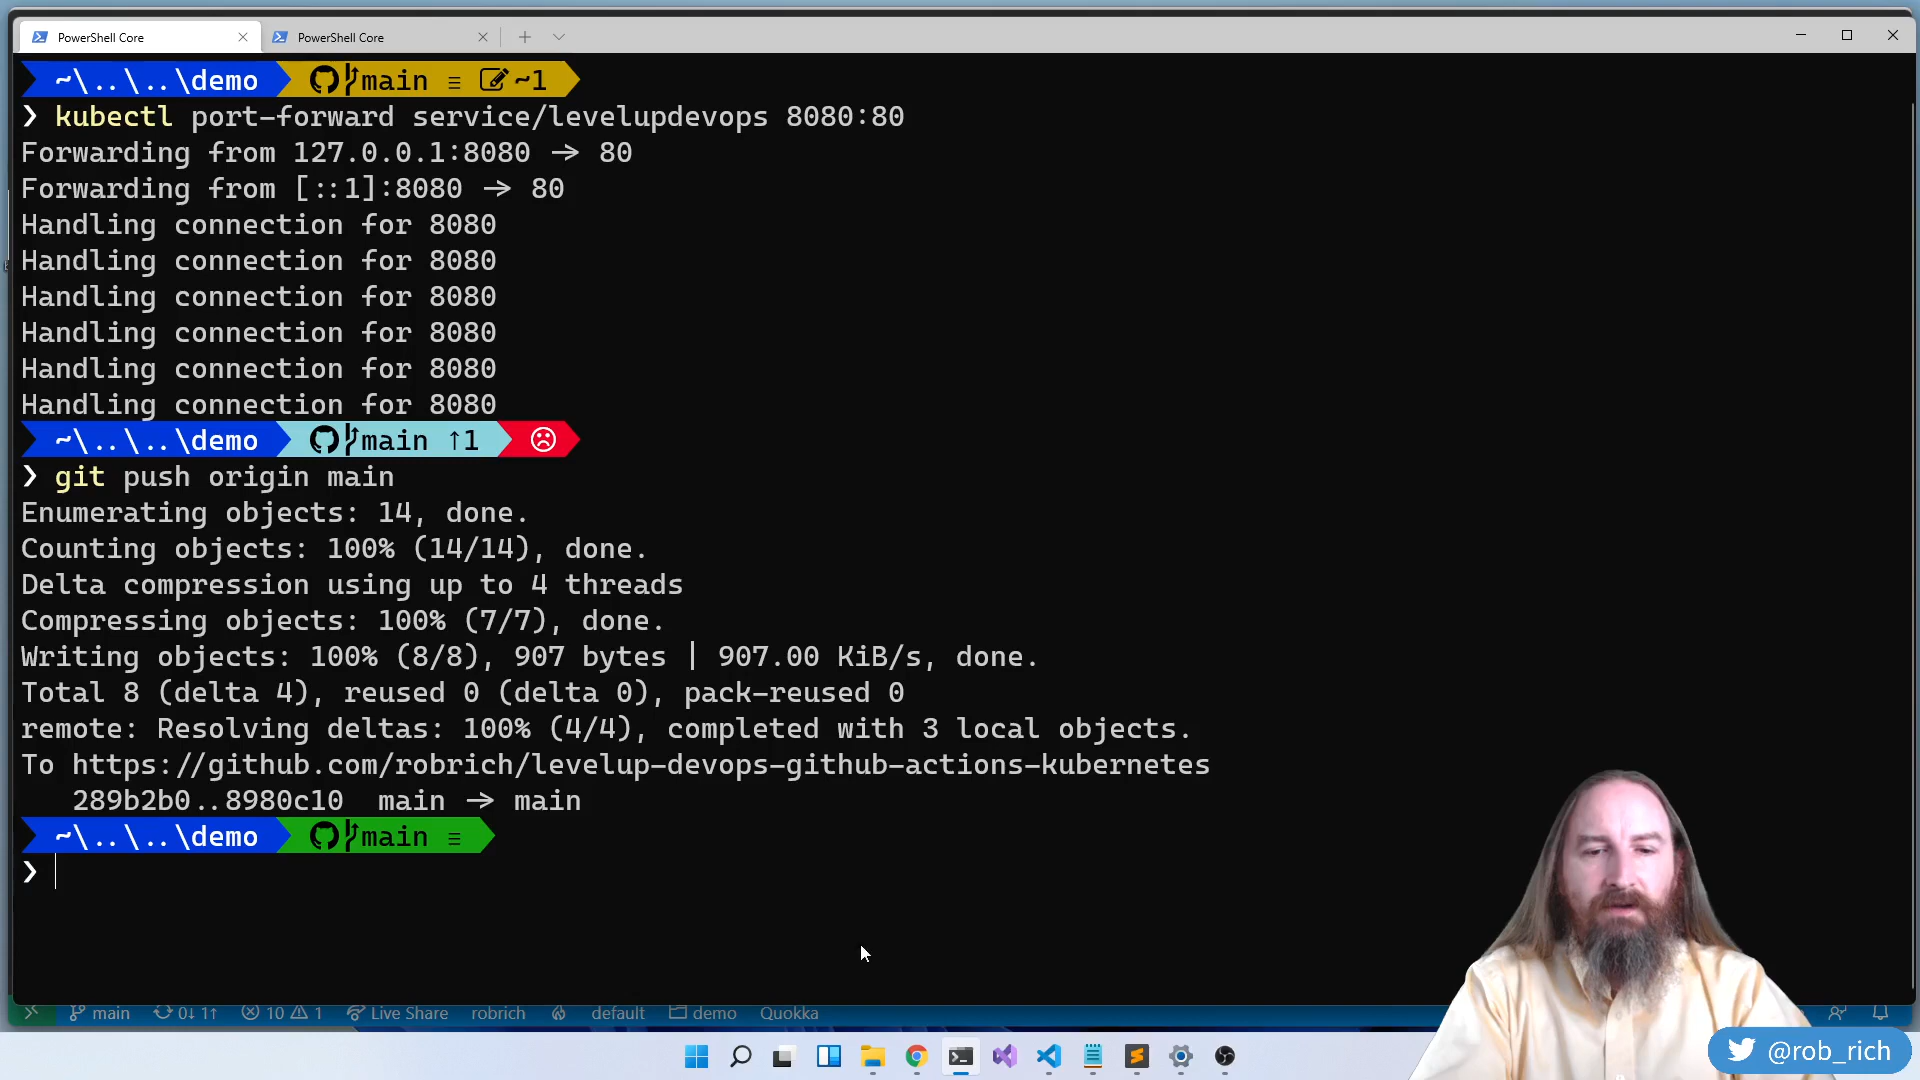 PowerShell Core
PowerShell Core
~\..\..\demo main ≡ ~1
❯ kubectl port-forward service/levelupdevops 8080:80
Forwarding from 127.0.0.1:8080 -> 80
Forwarding from [::1]:8080 -> 80
Handling connection for 8080
Handling connection for 8080
Handling connection for 8080
Handling connection for 8080
Handling connection for 8080
Handling connection for 8080
~\..\..\demo main ↑1
❯ git push origin main
Enumerating objects: 14, done.
Counting objects: 100% (14/14), done.
Delta compression using up to 4 threads
Compressing objects: 100% (7/7), done.
Writing objects: 100% (8/8), 907 bytes | 907.00 KiB/s, done.
Total 8 (delta 4), reused 0 (delta 0), pack-reused 0
remote: Resolving deltas: 100% (4/4), completed with 3 local objects.
To https://github.com/robrich/levelup-devops-github-actions-kubernetes
289b2b0..8980c10 main -> main
~\..\..\demo main ≡
❯
main 0↓ 1↑ 10 1 Live Share robrich default demo Quokka
@rob_rich